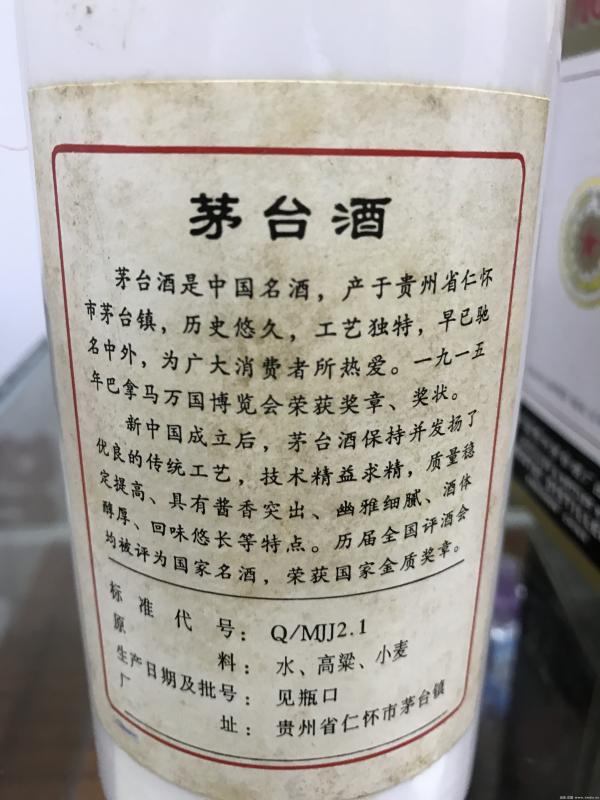 茅台酒
茅台酒是中国名酒，产于贵州省仁怀
市茅台镇，历史悠久，工艺独特，早已驰
名中外，为广大消费者所热爱。一九一五
年巴拿马万国博览会荣获奖章、奖状。
新中国成立后，茅台酒保持并发扬了
优良的传统工艺，技术精益求精，质量稳
定提高、具有酱香突出、幽雅细腻、酒体
醇厚、回味悠长等特点。历届全国评酒会
均被评为国家名酒，荣获国家金质奖章。
标准代号：Q/MJJ2.1
原料：水、高粱、小麦
生产日期及批号：见瓶口
厂址：贵州省仁怀市茅台镇